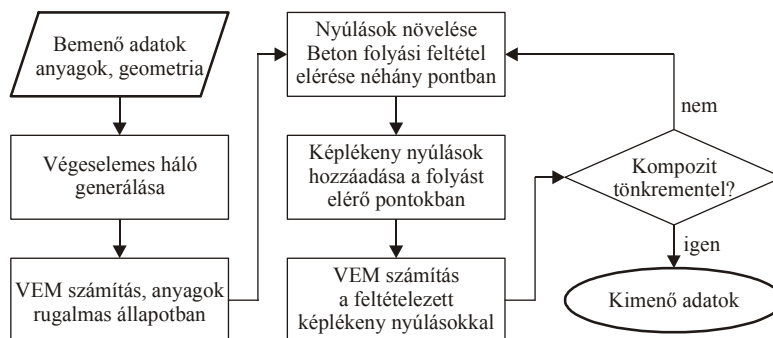 Bemenő adatok
anyagok, geometria
Végeselemes háló
generálása
VEM számítás, anyagok
rugalmas állapotban
Nyúlások növelése
Beton folyási feltétel
elérése néhány pontban
Képlékeny nyúlások
hozzáadása a folyást
elérő pontokban
VEM számítás
a feltételezett
képlékeny nyúlásokkal
nem
Kompozit
tönkrementel?
igen
Kimenő adatok